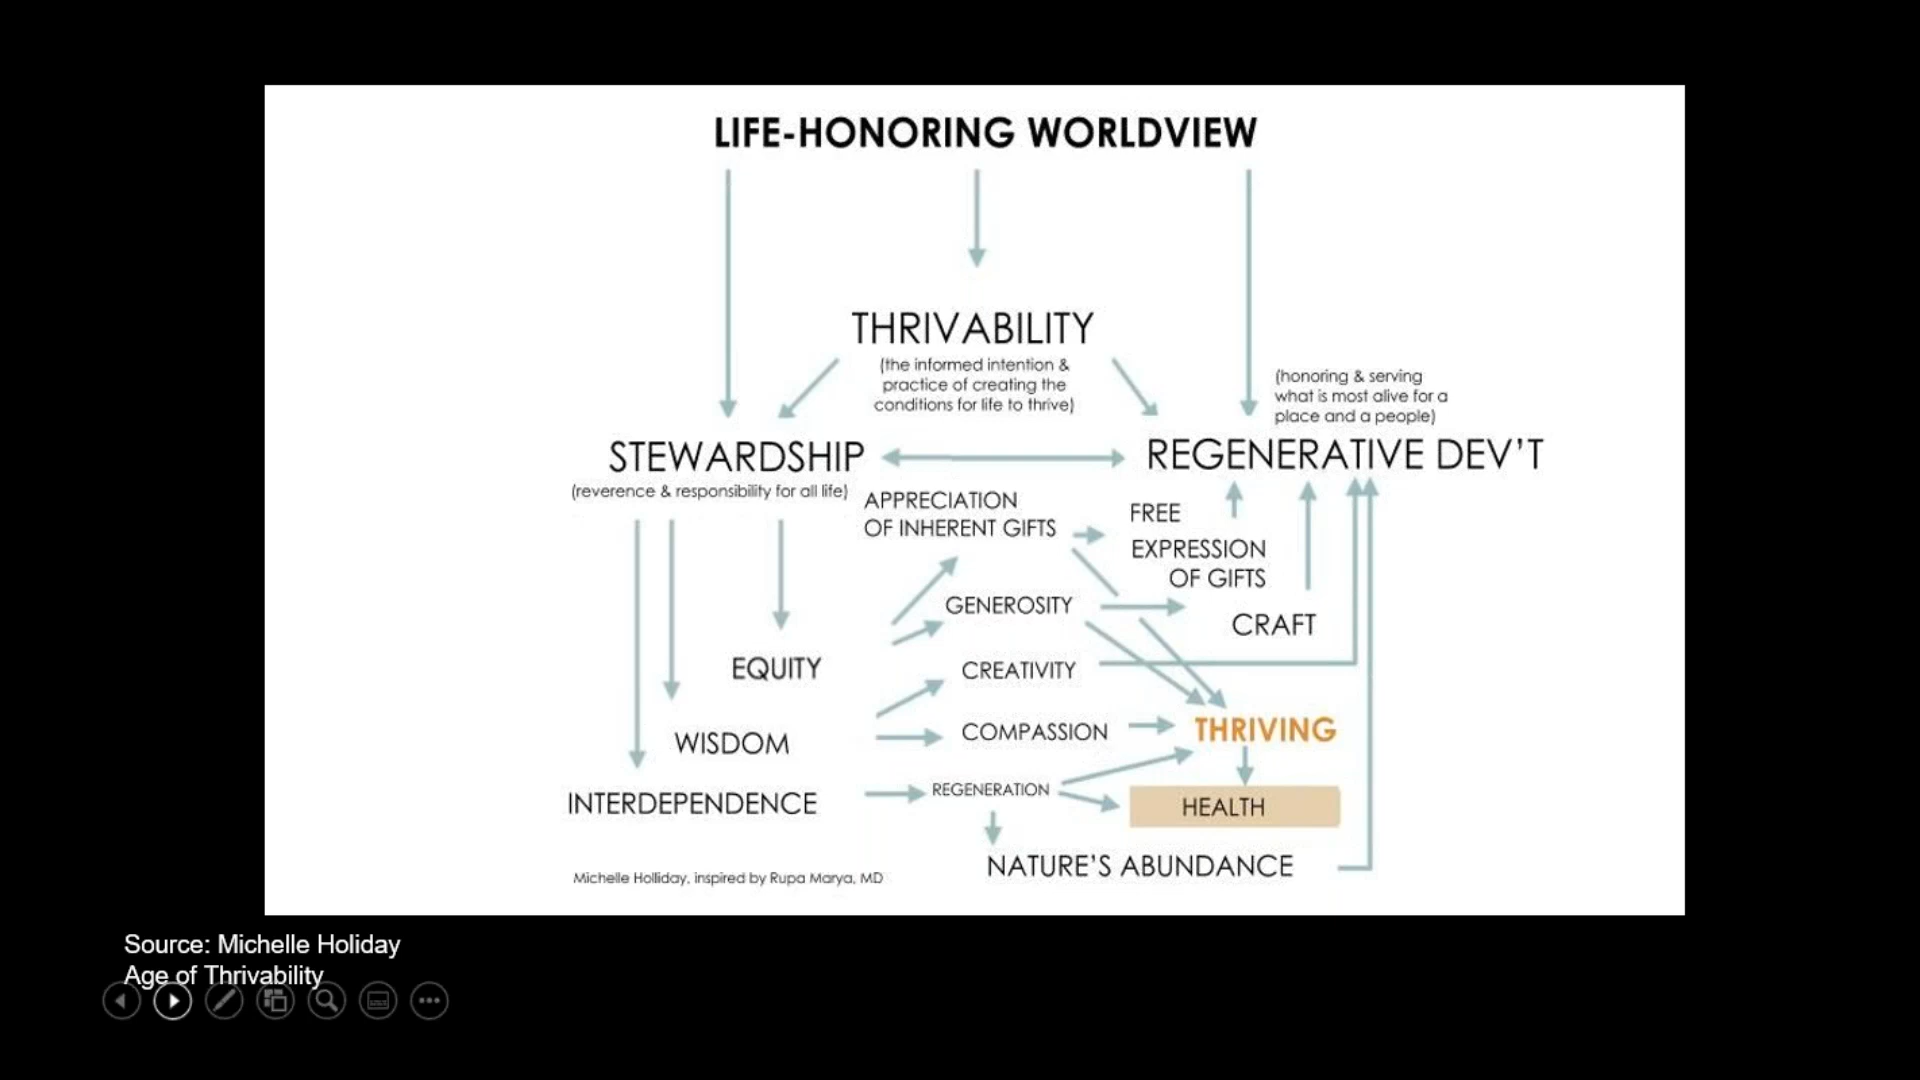 LIFE-HONORING WORLDVIEW
THRIVABILITY
(the informed intention &
practice of creating the
conditions for life to thrive)
(honoring & serving
what is most alive for a
place and a people)
STEWARDSHIP
(reverence & responsibility for all life)
REGENERATIVE DEV'T
APPRECIATION
OF INHERENT GIFTS
FREE
EXPRESSION
OF GIFTS
GENEROSITY
CRAFT
EQUITY
CREATIVITY
WISDOM
COMPASSION
THRIVING
INTERDEPENDENCE
REGENERATION
HEALTH
NATURE'S ABUNDANCE
Michelle Holliday, inspired by Rupa Marya, MD
Source: Michelle Holiday
Age of Thrivability